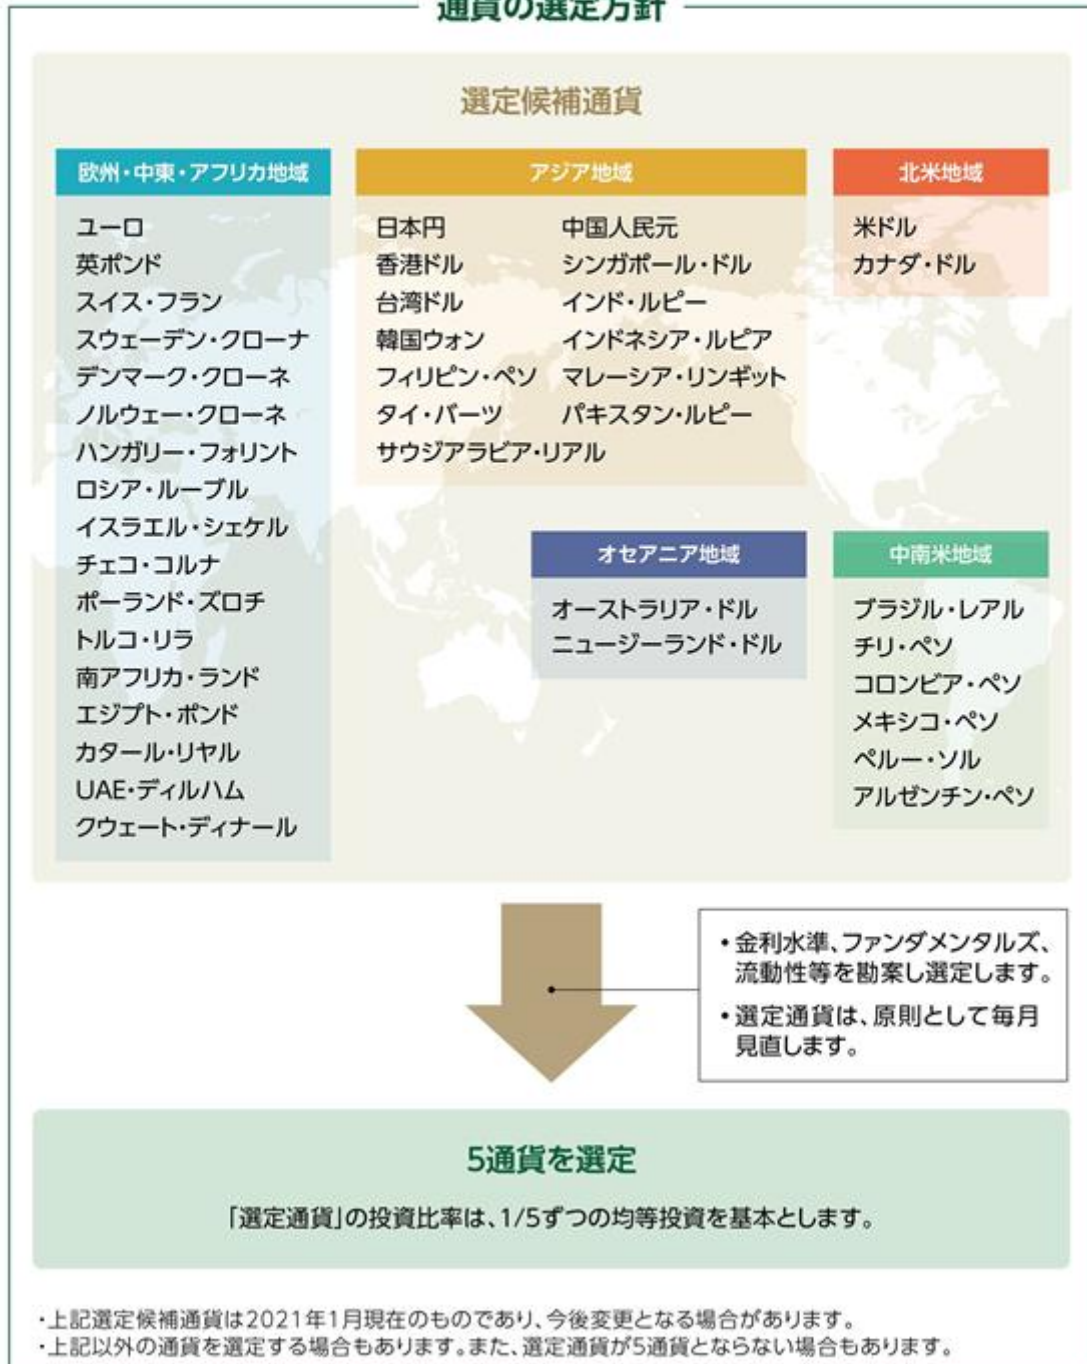 通貨の選定方針
選定候補通貨
欧州・中東・アフリカ地域
ユーロ
英ポンド
スイス・フラン
スウェーデン・クローナ
デンマーク・クローネ
ノルウェー・クローネ
ハンガリー・フォリント
ロシア・ルーブル
イスラエル・シェケル
チェコ・コルナ
ポーランド・ズロチ
トルコ・リラ
南アフリカ・ランド
エジプト・ポンド
カタール・リヤル
UAE・ディルハム
クウェート・ディナール
アジア地域
日本円 中国人民元
香港ドル シンガポール・ドル
台湾ドル インド・ルピー
韓国ウォン インドネシア・ルピア
フィリピン・ペソ マレーシア・リンギット
タイ・バーツ パキスタン・ルピー
サウジアラビア・リアル
北米地域
米ドル
カナダ・ドル
オセアニア地域
オーストラリア・ドル
ニュージーランド・ドル
中南米地域
ブラジル・レアル
チリ・ペソ
コロンビア・ペソ
メキシコ・ペソ
ペルー・ソル
アルゼンチン・ペソ
・金利水準、ファンダメンタルズ、
流動性等を勘案し選定します。
・選定通貨は、原則として毎月
見直します。
5通貨を選定
「選定通貨」の投資比率は、1/5ずつの均等投資を基本とします。
・上記選定候補通貨は2021年1月現在のものであり、今後変更となる場合があります。
・上記以外の通貨を選定する場合もあります。また、選定通貨が5通貨とならない場合もあります。